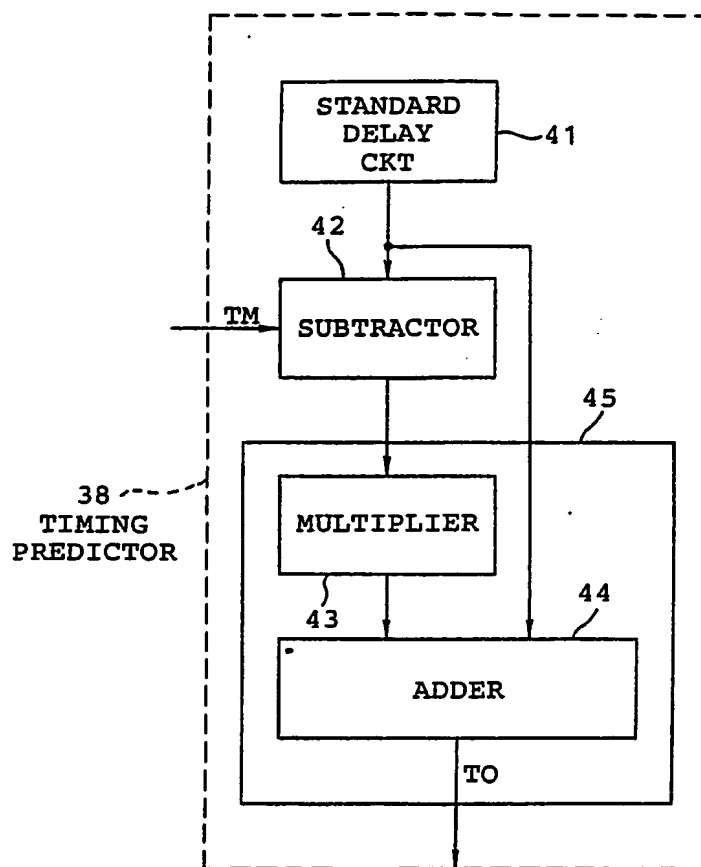 STANDARD
DELAY
CKT
41
42
TM
SUBTRACTOR
45
38
TIMING
PREDICTOR
MULTIPLIER
43
44
ADDER
TO